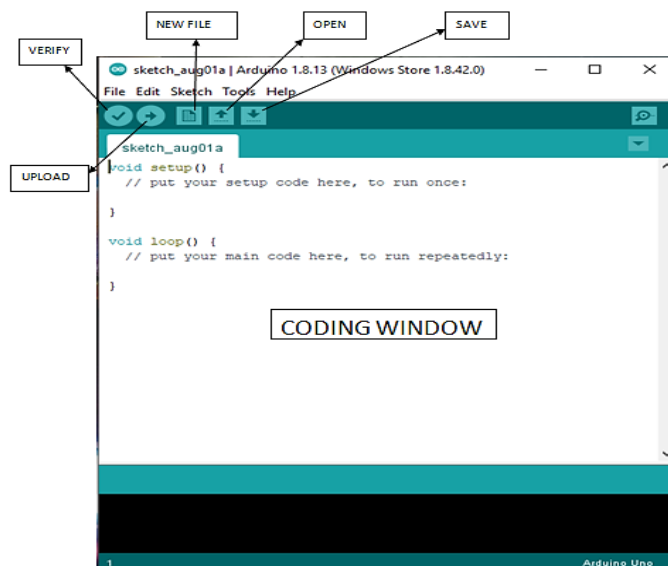 NEW FILE
OPEN
SAVE
VERIFY
sketch_aug01a | Arduino 1.8.13 (Windows Store 1.8.42.0)
File Edit Sketch Tools Help
sketch_aug01a
UPLOAD
void setup() {
// put your setup code here, to run once:
}
void loop() {
// put your main code here, to run repeatedly:
}
CODING WINDOW
1
Arduino Uno